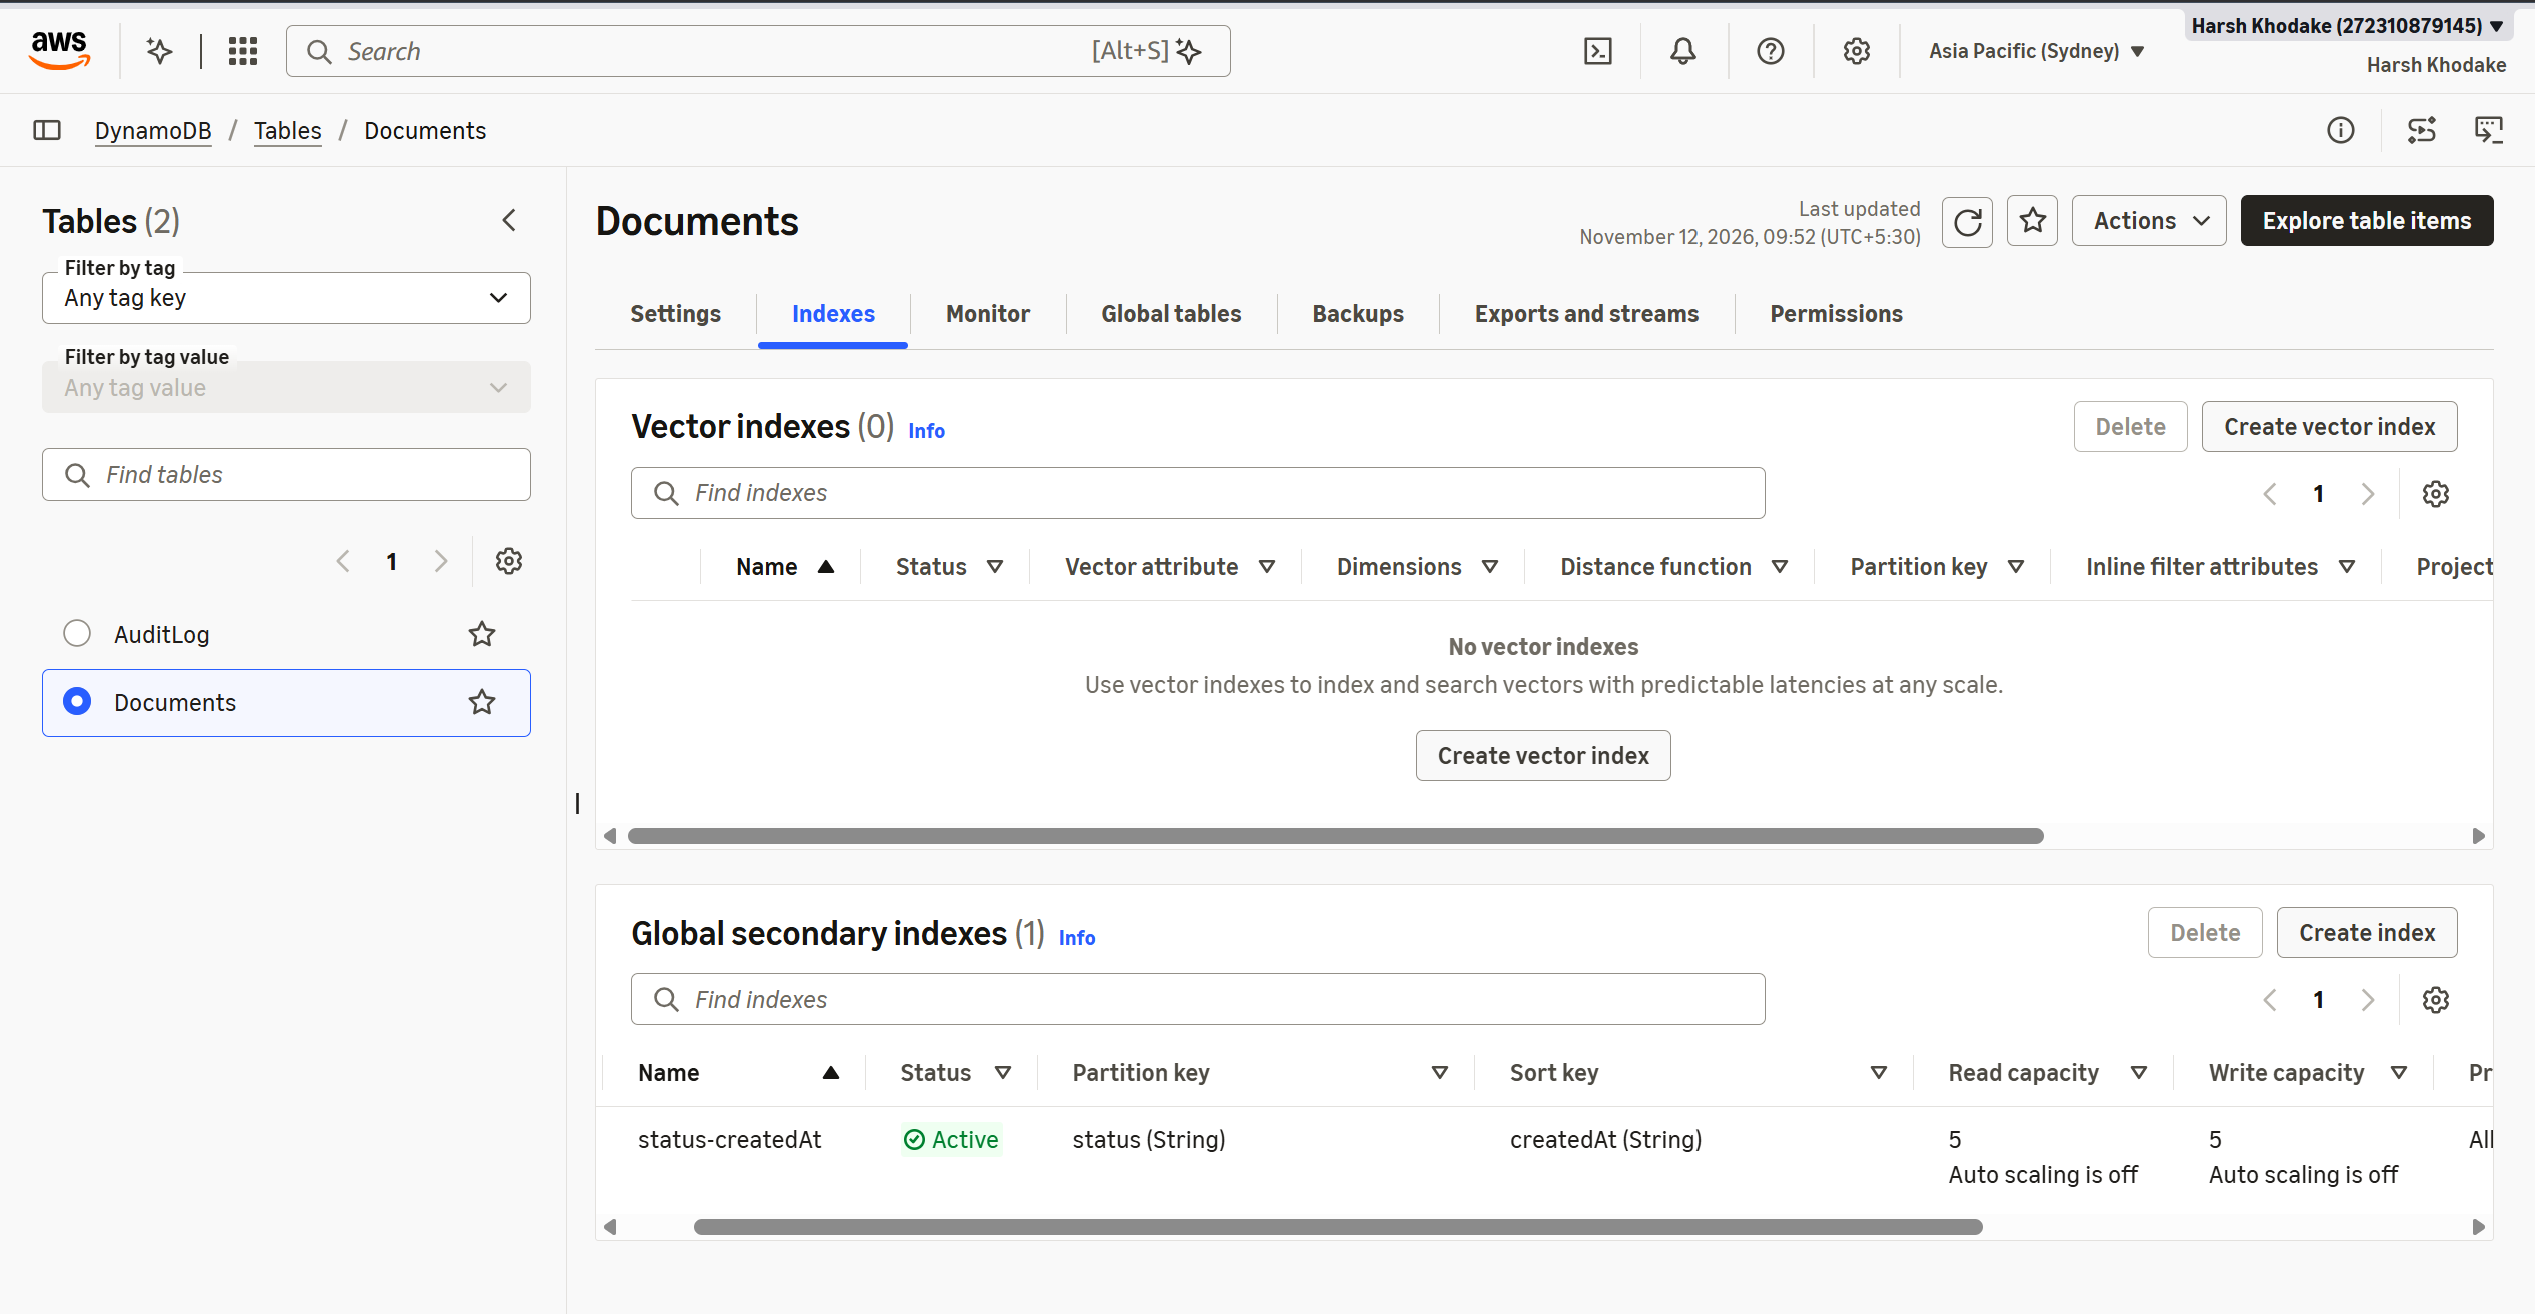 aws
Search [Alt+S]
Asia Pacific (Sydney)
Harsh Khodake (272310879145)
Harsh Khodake
DynamoDB / Tables / Documents
Tables (2)
Filter by tag
Any tag key
Filter by tag value
Any tag value
Find tables
1
AuditLog
Documents
Documents
Last updated
November 12, 2026, 09:52 (UTC+5:30)
Actions
Explore table items
Settings Indexes Monitor Global tables Backups Exports and streams Permissions
Vector indexes (0) Info
Delete Create vector index
Find indexes
1
Name Status Vector attribute Dimensions Distance function Partition key Inline filter attributes Project
No vector indexes
Use vector indexes to index and search vectors with predictable latencies at any scale.
Create vector index
Global secondary indexes (1) Info
Delete Create index
Find indexes
1
Name Status Partition key Sort key Read capacity Write capacity Pr
status-createdAt Active status (String) createdAt (String) 5 5 All
Auto scaling is off Auto scaling is off